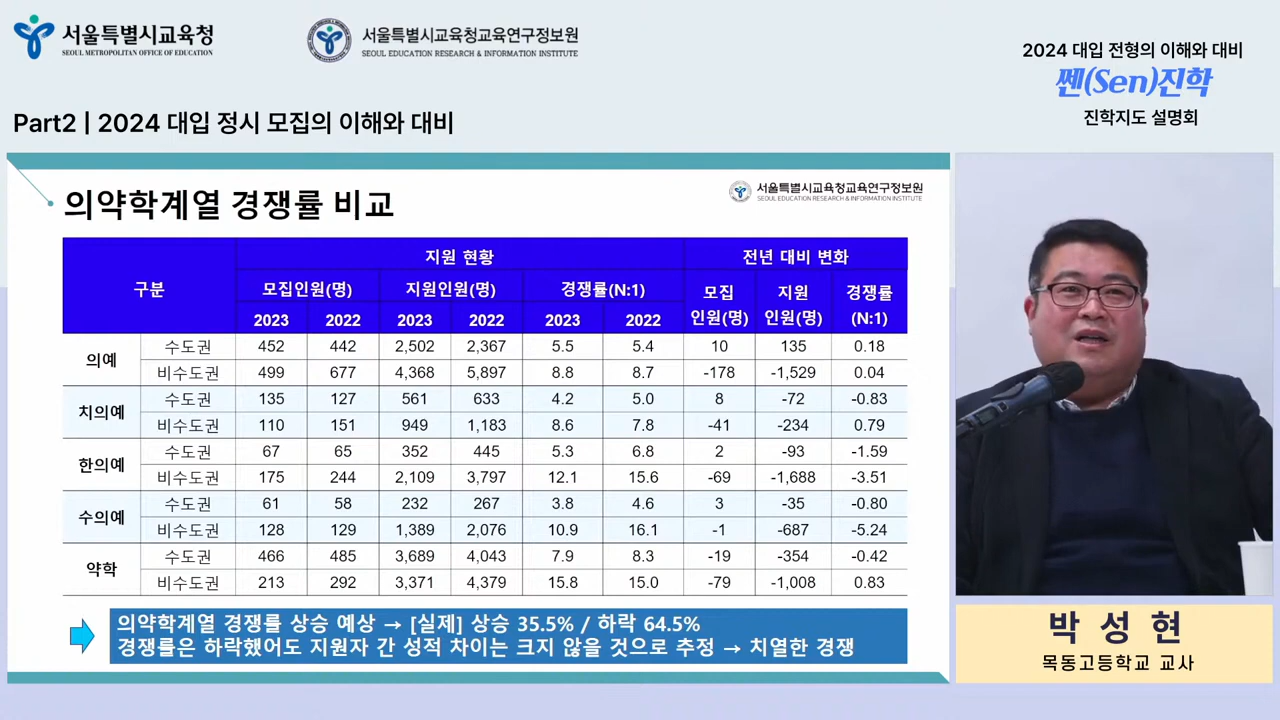 서울특별시교육청
SEOUL METROPOLITAN OFFICE OF EDUCATION
서울특별시교육청교육연구정보원
SEOUL EDUCATION RESEARCH & INFORMATION INSTITUTE
2024 대입 전형의 이해와 대비
쎈(Sen)진학
진학지도 설명회
Part2 | 2024 대입 정시 모집의 이해와 대비
의약학계열 경쟁률 비교
서울특별시교육청교육연구정보원
SEOUL EDUCATION RESEARCH & INFORMATION INSTITUTE
구분 지원 현황 전년 대비 변화
모집인원(명) 지원인원(명) 경쟁률(N:1) 모집 인원(명) 지원 인원(명) 경쟁률 (N:1)
2023 2022 2023 2022 2023 2022
의예 수도권 452 442 2,502 2,367 5.5 5.4 10 135 0.18
비수도권 499 677 4,368 5,897 8.8 8.7 -178 -1,529 0.04
치의예 수도권 135 127 561 633 4.2 5.0 8 -72 -0.83
비수도권 110 151 949 1,183 8.6 7.8 -41 -234 0.79
한의예 수도권 67 65 352 445 5.3 6.8 2 -93 -1.59
비수도권 175 244 2,109 3,797 12.1 15.6 -69 -1,688 -3.51
수의예 수도권 61 58 232 267 3.8 4.6 3 -35 -0.80
비수도권 128 129 1,389 2,076 10.9 16.1 -1 -687 -5.24
약학 수도권 466 485 3,689 4,043 7.9 8.3 -19 -354 -0.42
비수도권 213 292 3,371 4,379 15.8 15.0 -79 -1,008 0.83
의약학계열 경쟁률 상승 예상 → [실제] 상승 35.5% / 하락 64.5%
경쟁률은 하락했어도 지원자 간 성적 차이는 크지 않을 것으로 추정 → 치열한 경쟁
박 성 현
목동고등학교 교사